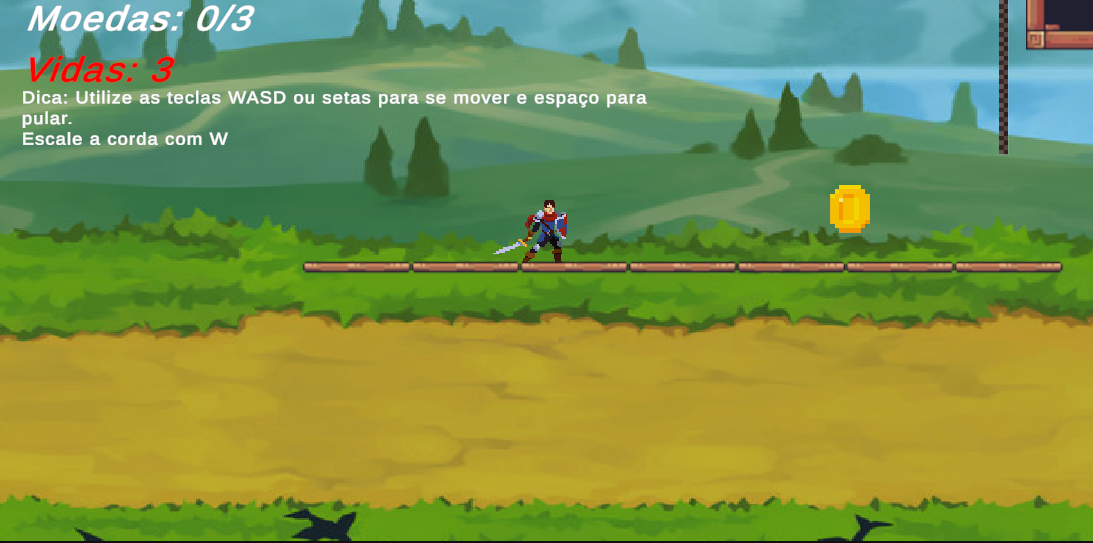 Moedas: 0/3
Vidas: 3
Dica: Utilize as teclas WASD ou setas para se mover e espaço para
pular.
Escale a corda com W